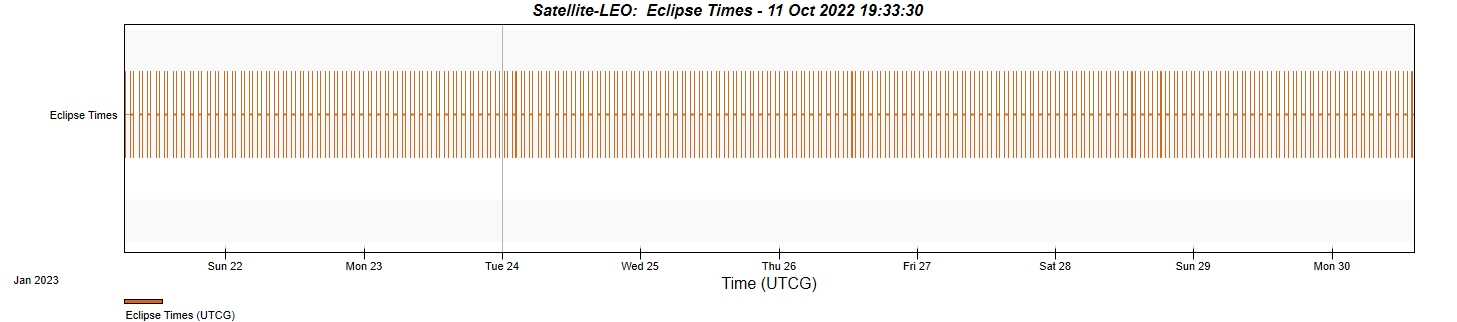 Satellite-LEO:  Eclipse Times - 11 Oct 2022 19:33:30
Eclipse Times
Sun 22 Mon 23 Tue 24 Wed 25 Thu 26 Fri 27 Sat 28 Sun 29 Mon 30
Jan 2023
Time (UTCG)
Eclipse Times (UTCG)